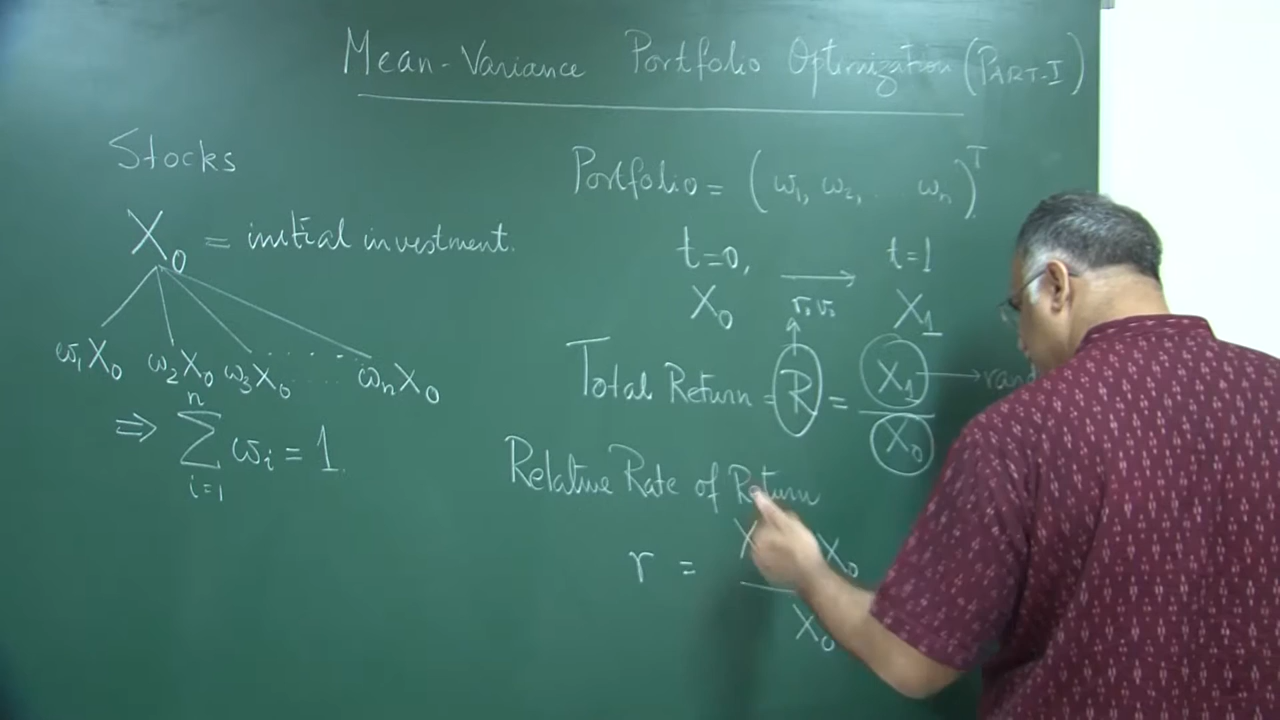 Mean-Variance Portfolio Optimization (PART-I)
Stocks
X₀ = initial investment.
ω₁X₀ ω₂X₀ ω₃X₀ ........ ωₙX₀
⇒ ∑ᵢ₌₁ⁿ ωᵢ = 1.
Portfolio = (ω₁, ω₂, . ωₙ)ᵀ
t=0, → t=1
X₀ r.v. X₁
Total Return = R = X₁ / X₀
Relative Rate of Return
r = X X₀ / X₀